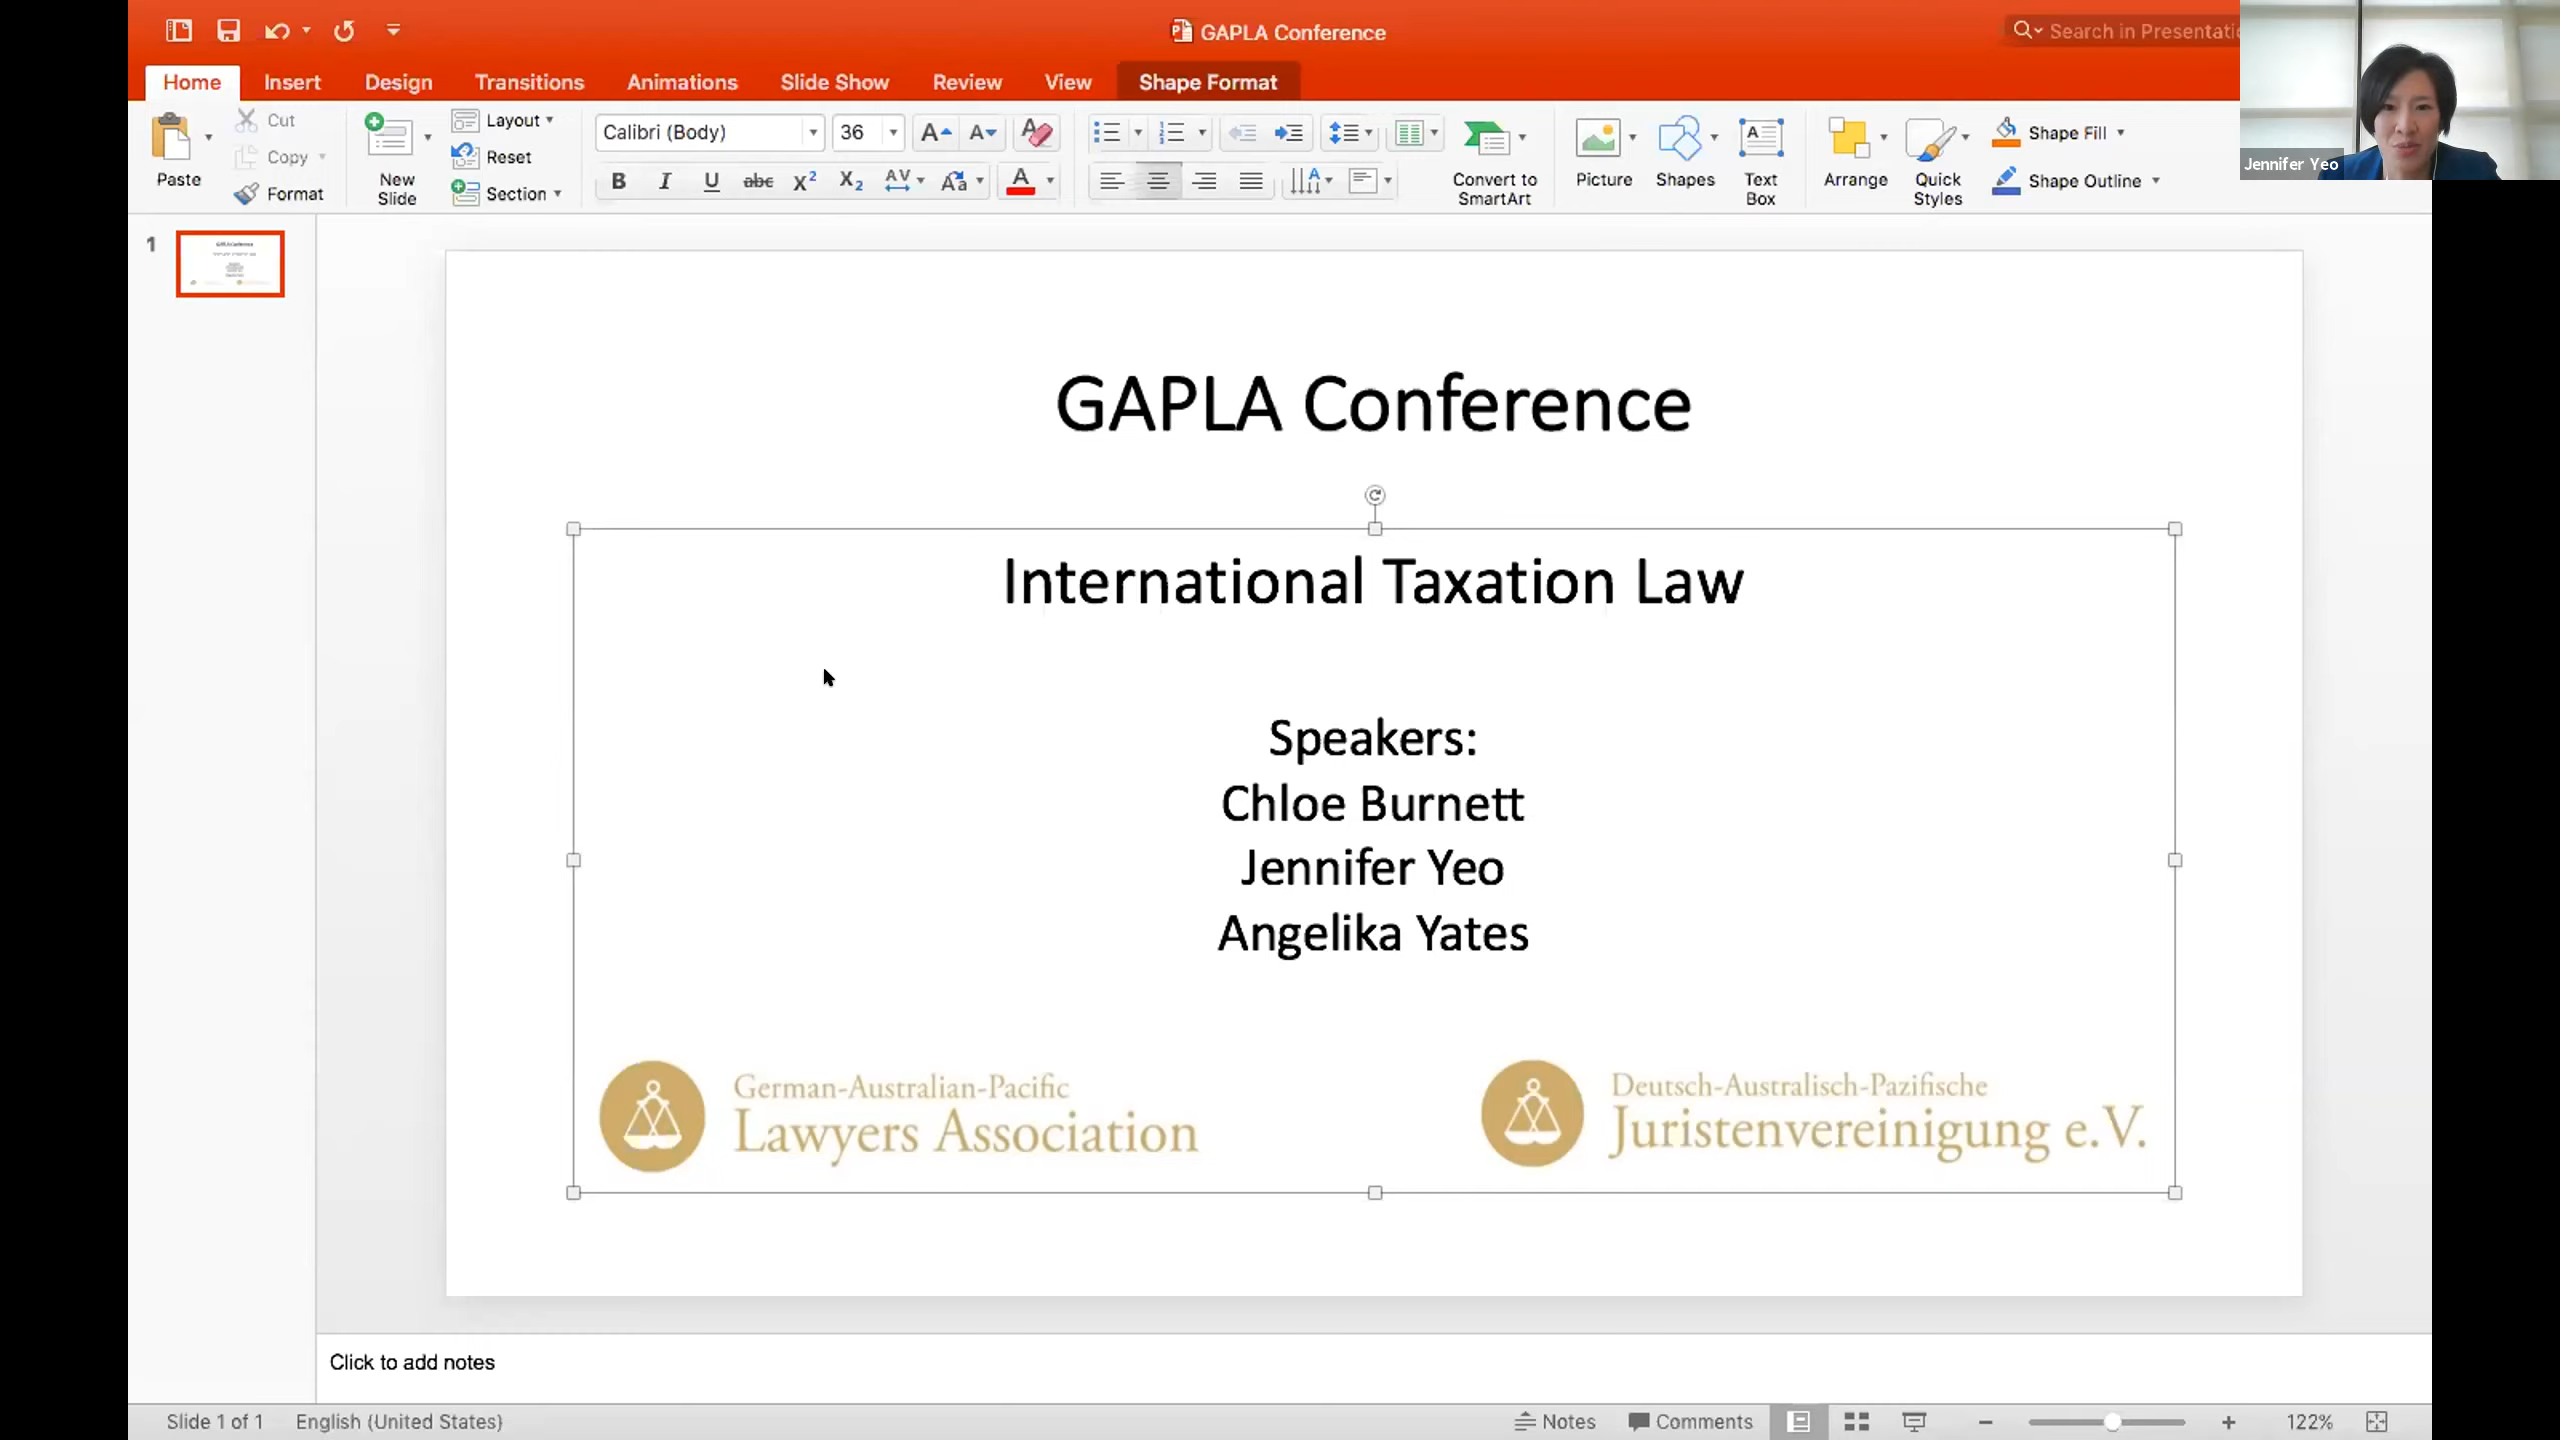 GAPLA Conference
Search in Presentatio
Home Insert Design Transitions Animations Slide Show Review View Shape Format
Jennifer Yeo
Paste
Cut
Copy
Format
New Slide
Layout
Reset
Section
Calibri (Body)
36
Convert to SmartArt
Picture
Shapes
Text Box
Arrange
Quick Styles
Shape Fill
Shape Outline
1
GAPLA Conference
International Taxation Law
Speakers:
Chloe Burnett
Jennifer Yeo
Angelika Yates
German-Australian-Pacific
Lawyers Association
Deutsch-Australisch-Pazifische
Juristenvereinigung e.V.
Click to add notes
Slide 1 of 1 English (United States) Notes Comments 122%